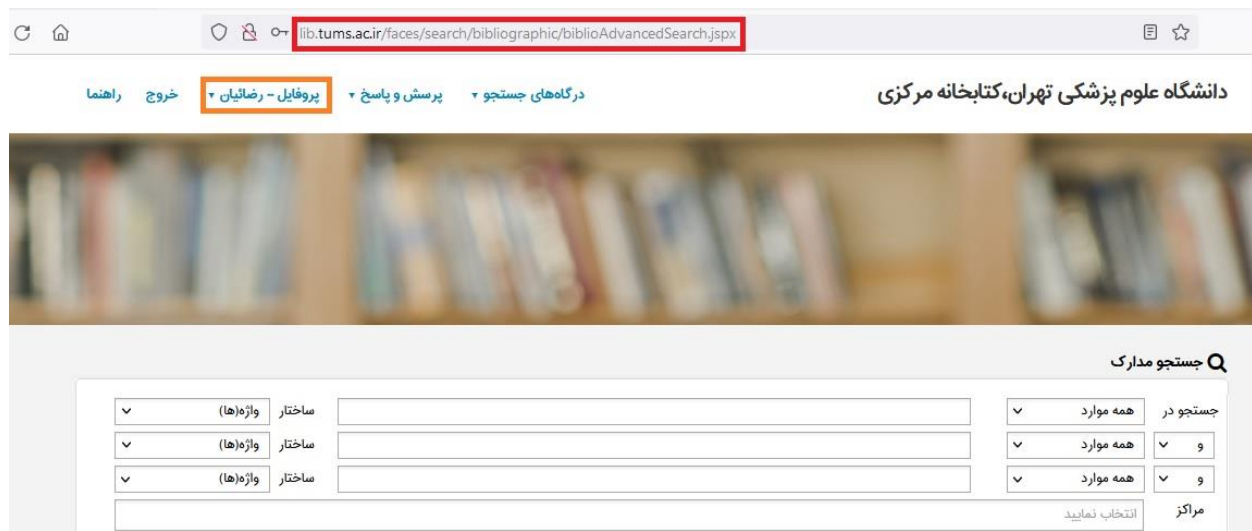 lib.tums.ac.ir/faces/search/bibliographic/biblioAdvancedSearch.jspx
دانشگاه علوم پزشکی تهران،کتابخانه مرکزی
درگاه‌های جستجو ▾ پرسش و پاسخ ▾ پروفایل - رضائیان ▾ خروج راهنما
جستجو مدارک
جستجو در همه موارد ساختار واژه(ها)
و همه موارد ساختار واژه(ها)
و همه موارد ساختار واژه(ها)
مراکز انتخاب نمایید